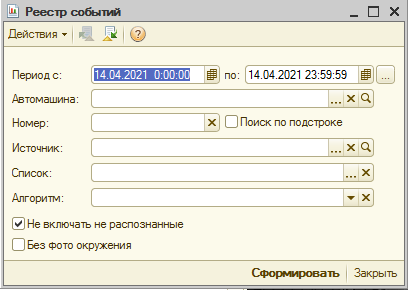 Реестр событий
Действия
Период с: 14.04.2021 0:00:00 по: 14.04.2021 23:59:59 ...
Автомашина: ...
Номер: Поиск по подстроке
Источник: ...
Список: ...
Алгоритм:
Не включать не распознанные
Без фото окружения
Сформировать Закрыть